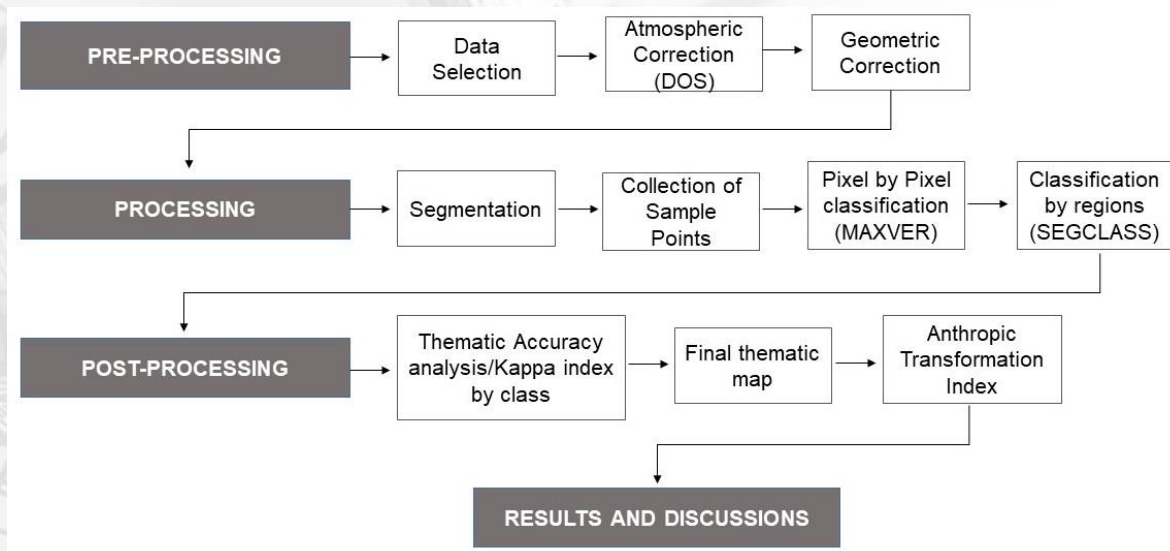 PRE-PROCESSING
Data
Selection
Atmospheric
Correction
(DOS)
Geometric
Correction
PROCESSING
Segmentation
Collection of
Sample
Points
Pixel by Pixel
classification
(MAXVER)
Classification
by regions
(SEGCLASS)
POST-PROCESSING
Thematic Accuracy
analysis/Kappa index
by class
Final thematic
map
Anthropic
Transformation
Index
RESULTS AND DISCUSSIONS